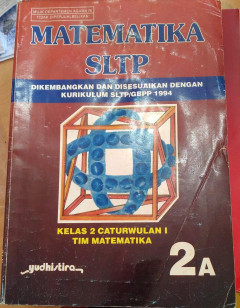 MATEMATIKA
SLTP
DIKEMBANGKAN DAN DISESUAIKAN DENGAN
KURIKULUM SLTP/GBPP 1994
KELAS 2 CATURWULAN I
TIM MATEMATIKA
yudhistira
2A